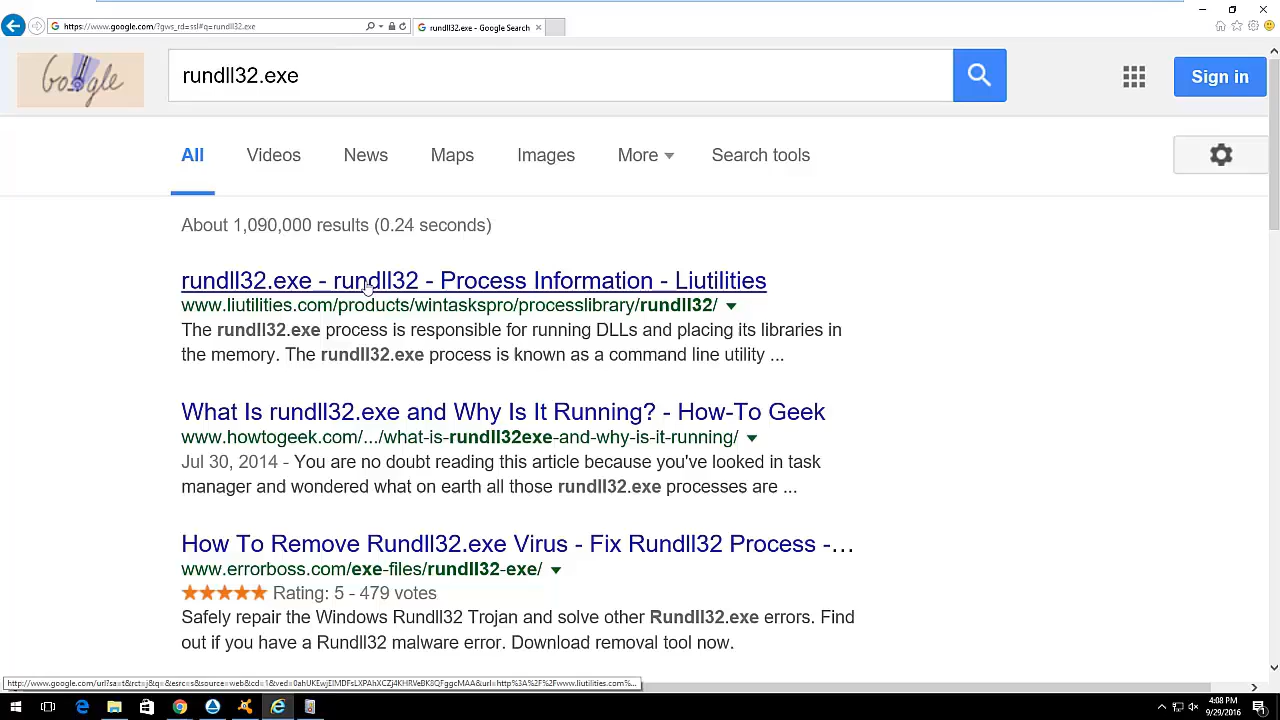 https://www.google.com/?gws_rd=ssl#q=rundll32.exe
rundll32.exe - Google Search
Google
rundll32.exe
Sign in
All
Videos
News
Maps
Images
More
Search tools
About 1,090,000 results (0.24 seconds)
rundll32.exe - rundll32 - Process Information - Liutilities
www.liutilities.com/products/wintaskspro/processlibrary/rundll32/
The rundll32.exe process is responsible for running DLLs and placing its libraries in
the memory. The rundll32.exe process is known as a command line utility ...
What Is rundll32.exe and Why Is It Running? - How-To Geek
www.howtogeek.com/.../what-is-rundll32exe-and-why-is-it-running/
Jul 30, 2014 - You are no doubt reading this article because you've looked in task
manager and wondered what on earth all those rundll32.exe processes are ...
How To Remove Rundll32.exe Virus - Fix Rundll32 Process -...
www.errorboss.com/exe-files/rundll32-exe/
Rating: 5 - 479 votes
Safely repair the Windows Rundll32 Trojan and solve other Rundll32.exe errors. Find
out if you have a Rundll32 malware error. Download removal tool now.
4:08 PM
9/29/2016